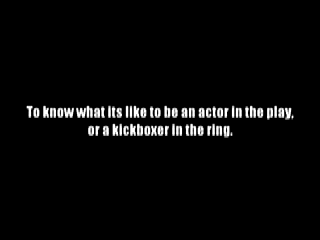 To know what its like to be an actor in the play,
or a kickboxer in the ring.